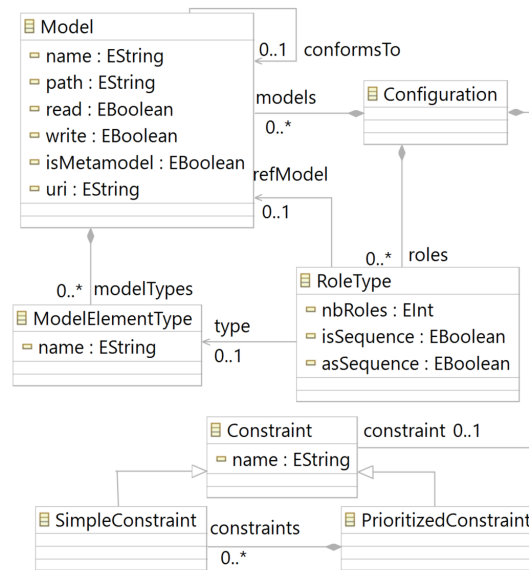 Model
name : EString
path : EString
read : EBoolean
write : EBoolean
isMetamodel : EBoolean
uri : EString
0..1 conformsTo
models
0..*
Configuration
refModel
0..1
0..* roles
0..* modelTypes
RoleType
nbRoles : EInt
isSequence : EBoolean
asSequence : EBoolean
ModelElementType
name : EString
type
0..1
Constraint
name : EString
constraint 0..1
SimpleConstraint
constraints
0..*
PrioritizedConstraint